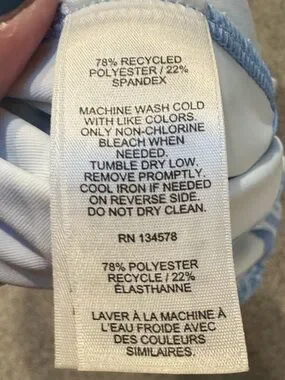 78% RECYCLED
POLYESTER / 22%
SPANDEX
MACHINE WASH COLD
WITH LIKE COLORS.
ONLY NON-CHLORINE
BLEACH WHEN
NEEDED.
TUMBLE DRY LOW.
REMOVE PROMPTLY.
COOL IRON IF NEEDED
ON REVERSE SIDE.
DO NOT DRY CLEAN.
RN 134578
78% POLYESTER
RECYCLE / 22%
ÉLASTHANNE
LAVER À LA MACHINE À
L'EAU FROIDE AVEC
DES COULEURS
SIMILAIRES.